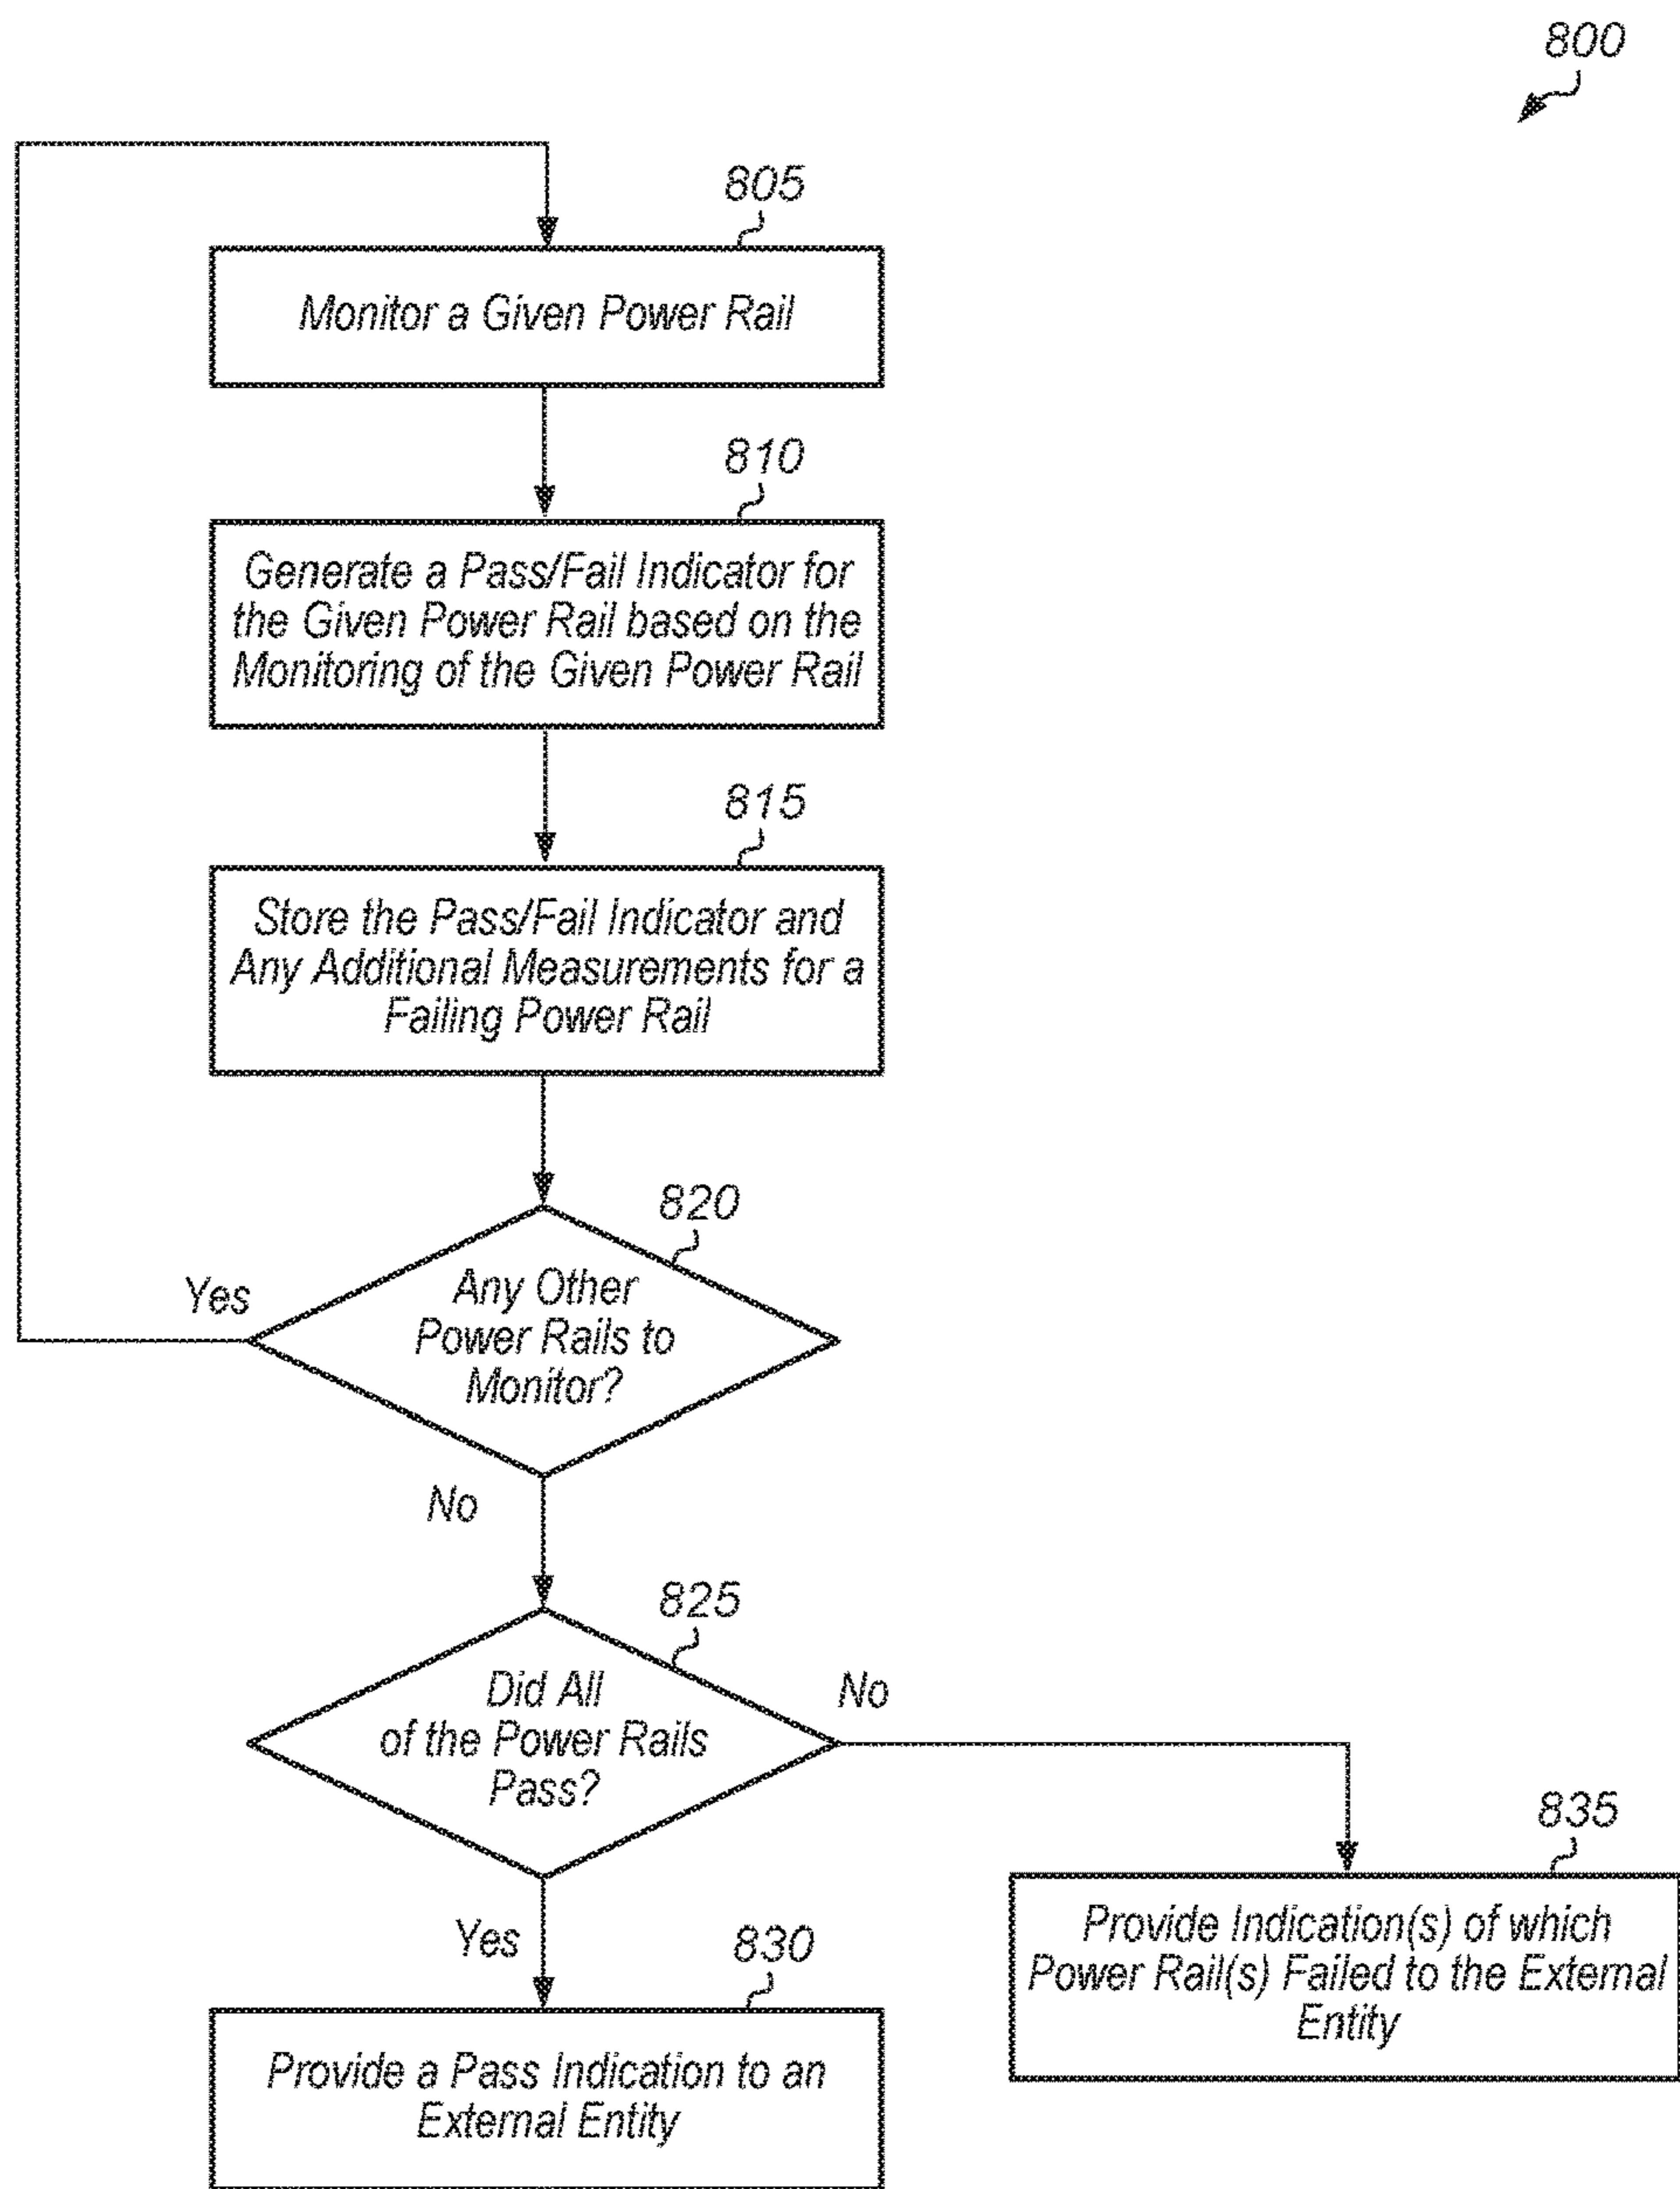 800
805
Monitor a Given Power Rail
810
Generate a Pass/Fail Indicator for
the Given Power Rail based on the
Monitoring of the Given Power Rail
815
Store the Pass/Fail Indicator and
Any Additional Measurements for a
Failing Power Rail
820
Yes
Any Other
Power Rails to
Monitor?
No
825
Did All
of the Power Rails
Pass?
No
835
Provide Indication(s) of which
Power Rail(s) Failed to the External
Entity
Yes
830
Provide a Pass Indication to an
External Entity